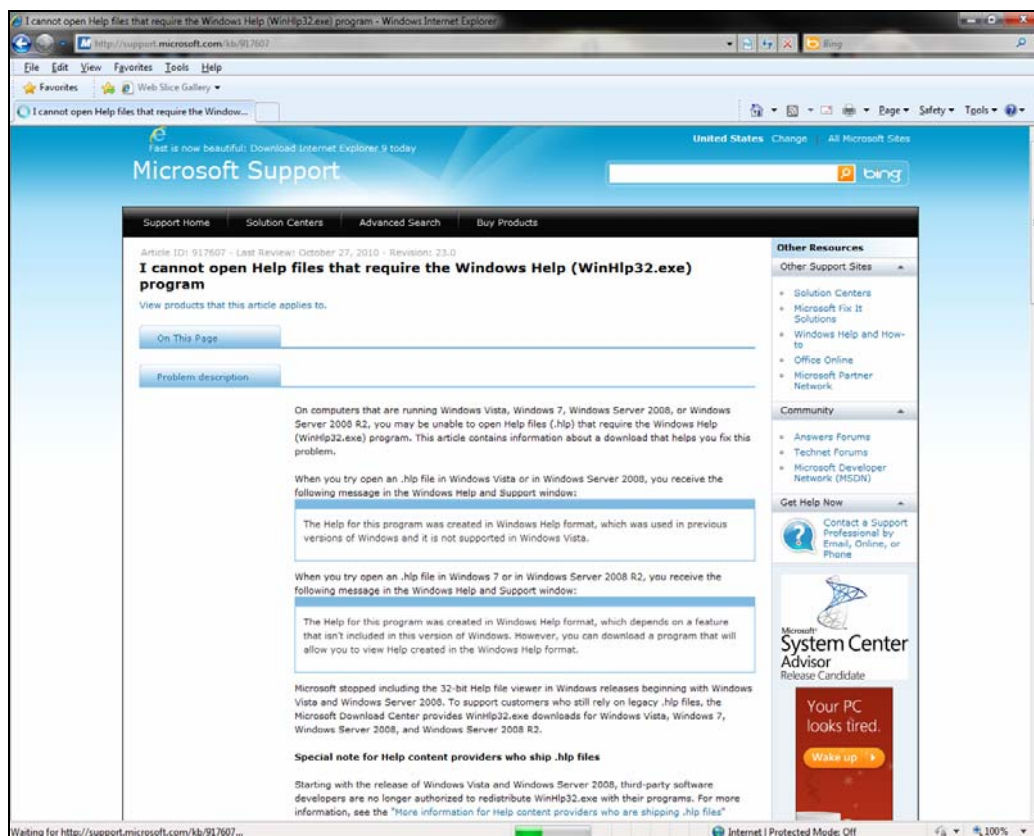 I cannot open Help files that require the Windows Help (WinHlp32.exe) program - Windows Internet Explorer
http://support.microsoft.com/kb/917607
Bing
File Edit View Favorites Tools Help
Favorites Web Slice Gallery
I cannot open Help files that require the Window...
Page Safety Tools
Fast is now beautiful: Download Internet Explorer 9 today
United States Change | All Microsoft Sites
Microsoft Support
bing
Support Home Solution Centers Advanced Search Buy Products
Article ID: 917607 - Last Review: October 27, 2010 - Revision: 23.0
I cannot open Help files that require the Windows Help (WinHlp32.exe)
program
View products that this article applies to.
On This Page
Problem description
On computers that are running Windows Vista, Windows 7, Windows Server 2008, or Windows
Server 2008 R2, you may be unable to open Help files (.hlp) that require the Windows Help
(WinHlp32.exe) program. This article contains information about a download that helps you fix this
problem.
When you try open an .hlp file in Windows Vista or in Windows Server 2008, you receive the
following message in the Windows Help and Support window:
The Help for this program was created in Windows Help format, which was used in previous
versions of Windows and it is not supported in Windows Vista.
When you try open an .hlp file in Windows 7 or in Windows Server 2008 R2, you receive the
following message in the Windows Help and Support window:
The Help for this program was created in Windows Help format, which depends on a feature
that isn't included in this version of Windows. However, you can download a program that will
allow you to view Help created in the Windows Help format.
Microsoft stopped including the 32-bit Help file viewer in Windows releases beginning with Windows
Vista and Windows Server 2008. To support customers who still rely on legacy .hlp files, the
Microsoft Download Center provides WinHlp32.exe downloads for Windows Vista, Windows 7,
Windows Server 2008, and Windows Server 2008 R2.
Special note for Help content providers who ship .hlp files
Starting with the release of Windows Vista and Windows Server 2008, third-party software
developers are no longer authorized to redistribute WinHlp32.exe with their programs. For more
information, see the "More information for Help content providers who are shipping .hlp files"
Other Resources
Other Support Sites
Solution Centers
Microsoft Fix It
Solutions
Windows Help and How-
to
Office Online
Microsoft Partner
Network
Community
Answers Forums
Technet Forums
Microsoft Developer
Network (MSDN)
Get Help Now
Contact a Support
Professional by
Email, Online, or
Phone
Microsoft
System Center
Advisor
Release Candidate
Your PC
looks tired.
Wake up
Waiting for http://support.microsoft.com/kb/917607...
Internet | Protected Mode: Off
100%